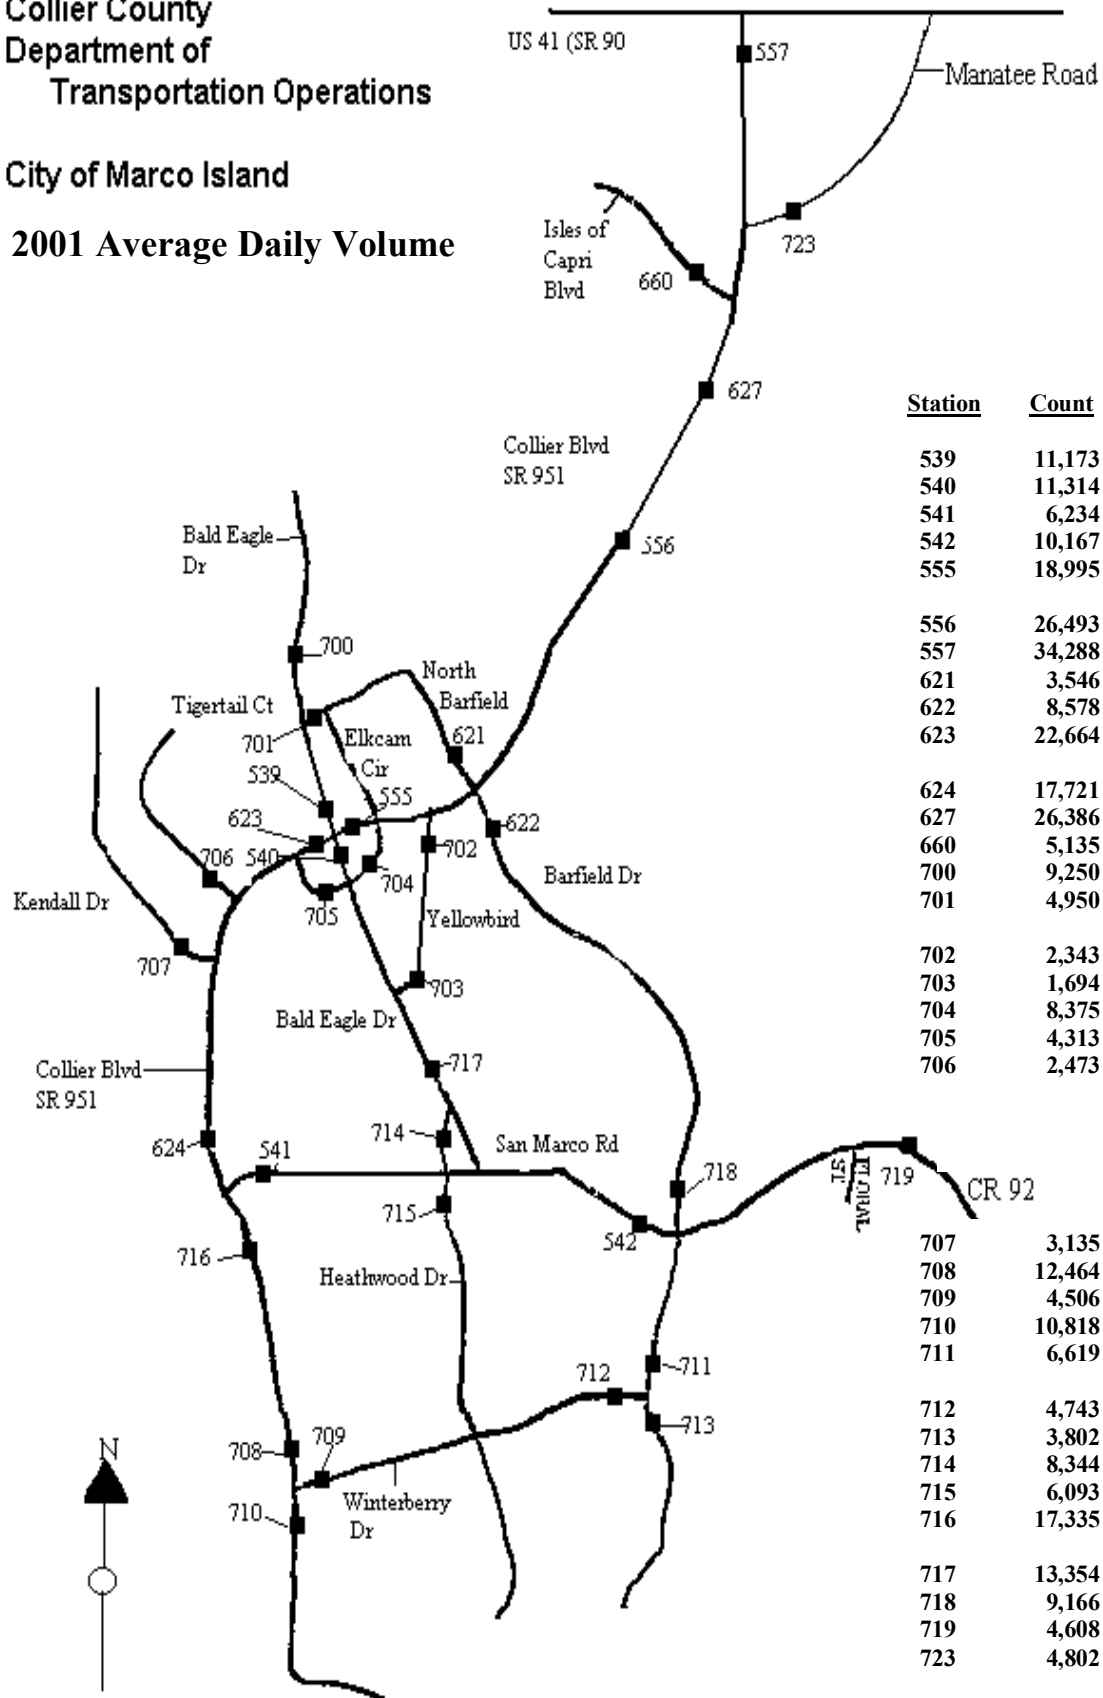 Collier County
Department of
Transportation Operations
City of Marco Island
2001 Average Daily Volume
US 41 (SR 90
557
Manatee Road
723
Isles of
Capri
Blvd
660
627
Collier Blvd
SR 951
556
Bald Eagle
Dr
700
North
Barfield
Tigertail Ct
701
Elkcam
Cir
621
539
555
623
622
540
702
706
704
Barfield Dr
Kendall Dr
705
Yellowbird
707
703
Bald Eagle Dr
717
Collier Blvd
SR 951
714
San Marco Rd
624
541
718
FLORAL
ST
719
CR 92
715
542
716
Heathwood Dr
712
711
713
N
708
709
Winterberry
Dr
710
Station Count
539 11,173
540 11,314
541 6,234
542 10,167
555 18,995
556 26,493
557 34,288
621 3,546
622 8,578
623 22,664
624 17,721
627 26,386
660 5,135
700 9,250
701 4,950
702 2,343
703 1,694
704 8,375
705 4,313
706 2,473
707 3,135
708 12,464
709 4,506
710 10,818
711 6,619
712 4,743
713 3,802
714 8,344
715 6,093
716 17,335
717 13,354
718 9,166
719 4,608
723 4,802